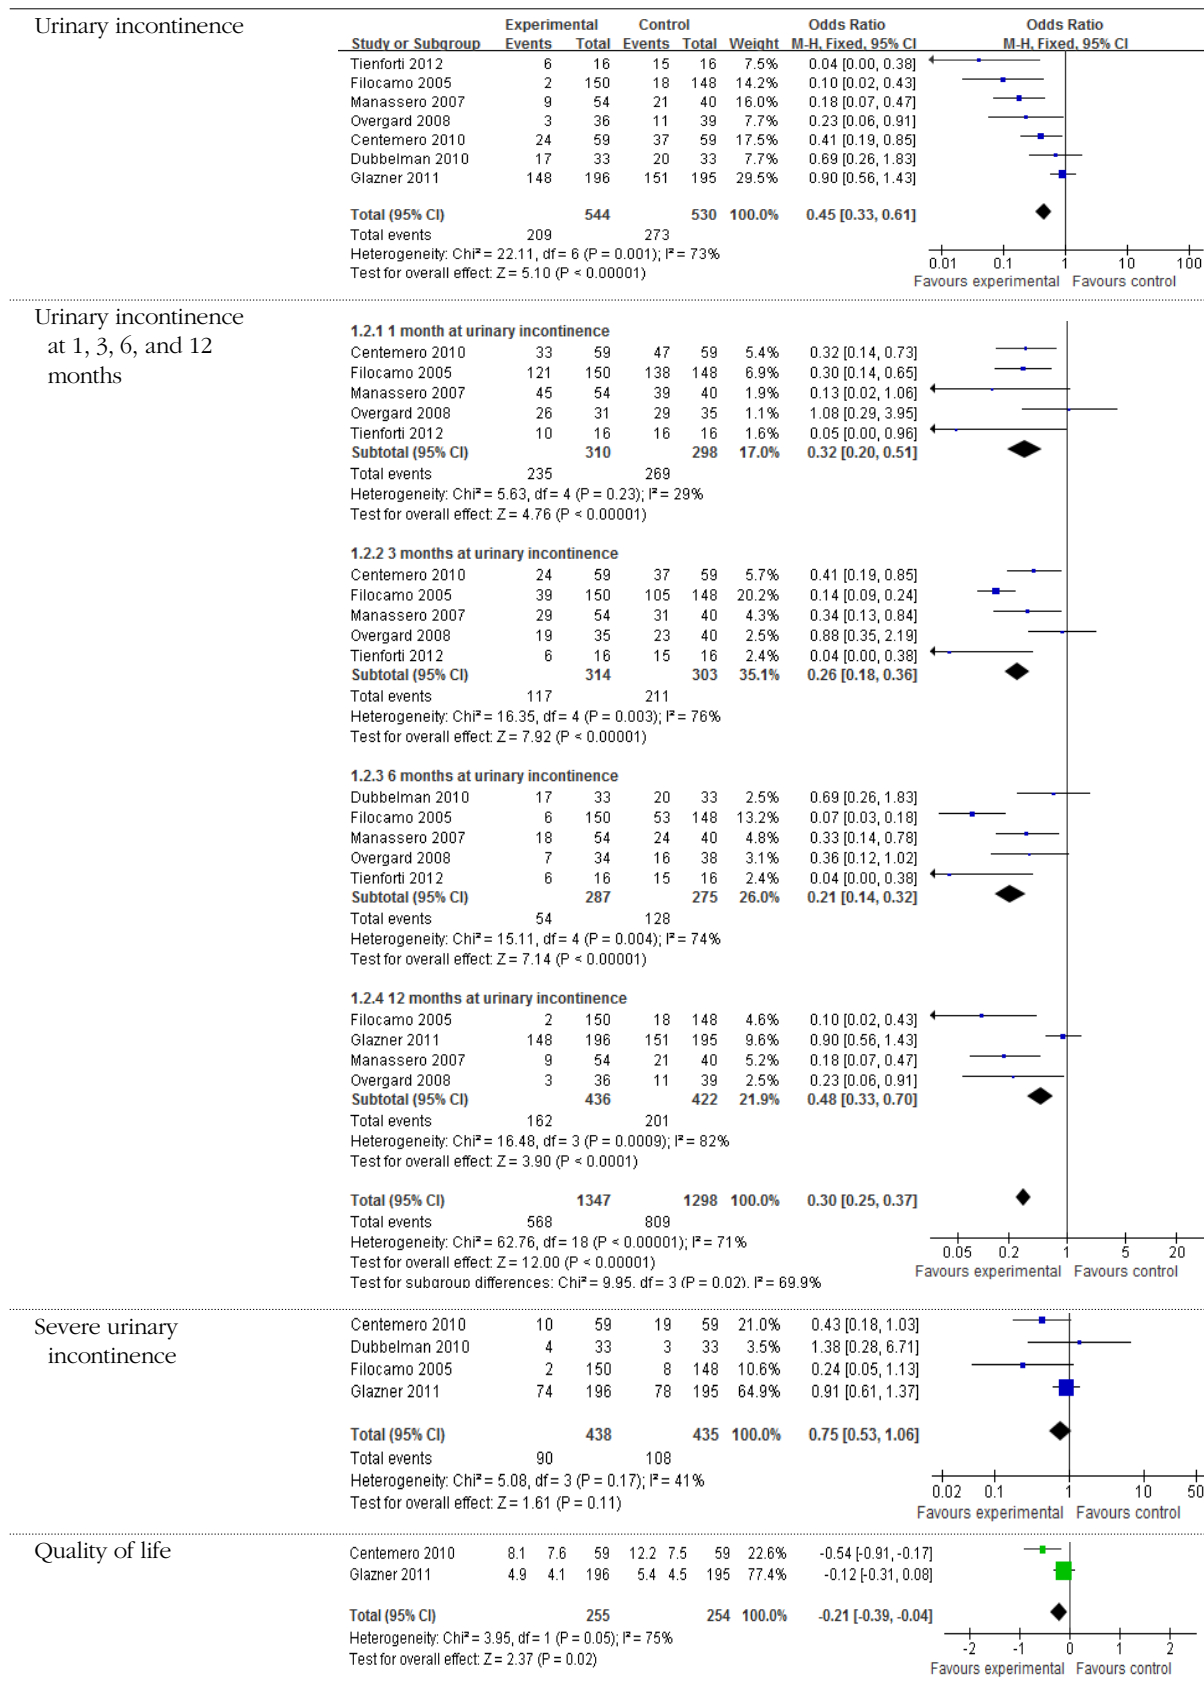 Urinary incontinence
Experimental Control Odds Ratio Odds Ratio
Study or Subgroup Events Total Events Total Weight M-H, Fixed, 95% CI M-H, Fixed, 95% CI
Tienforti 2012 6 16 15 16 7.5% 0.04 [0.00, 0.38]
Filocamo 2005 2 150 18 148 14.2% 0.10 [0.02, 0.43]
Manassero 2007 9 54 21 40 16.0% 0.18 [0.07, 0.47]
Overgard 2008 3 36 11 39 7.7% 0.23 [0.06, 0.91]
Centemero 2010 24 59 37 59 17.5% 0.41 [0.19, 0.85]
Dubbelman 2010 17 33 20 33 7.7% 0.69 [0.26, 1.83]
Glazner 2011 148 196 151 195 29.5% 0.90 [0.56, 1.43]
Total (95% CI) 544 530 100.0% 0.45 [0.33, 0.61]
Total events 209 273
Heterogeneity: Chi² = 22.11, df = 6 (P = 0.001); I² = 73%
Test for overall effect: Z = 5.10 (P < 0.00001)
0.01 0.1 1 10 100
Favours experimental Favours control
Urinary incontinence
at 1, 3, 6, and 12
months
1.2.1 1 month at urinary incontinence
Centemero 2010 33 59 47 59 5.4% 0.32 [0.14, 0.73]
Filocamo 2005 121 150 138 148 6.9% 0.30 [0.14, 0.65]
Manassero 2007 45 54 39 40 1.9% 0.13 [0.02, 1.06]
Overgard 2008 26 31 29 35 1.1% 1.08 [0.29, 3.95]
Tienforti 2012 10 16 16 16 1.6% 0.05 [0.00, 0.96]
Subtotal (95% CI) 310 298 17.0% 0.32 [0.20, 0.51]
Total events 235 269
Heterogeneity: Chi² = 5.63, df = 4 (P = 0.23); I² = 29%
Test for overall effect: Z = 4.76 (P < 0.00001)
1.2.2 3 months at urinary incontinence
Centemero 2010 24 59 37 59 5.7% 0.41 [0.19, 0.85]
Filocamo 2005 39 150 105 148 20.2% 0.14 [0.09, 0.24]
Manassero 2007 29 54 31 40 4.3% 0.34 [0.13, 0.84]
Overgard 2008 19 35 23 40 2.5% 0.88 [0.35, 2.19]
Tienforti 2012 6 16 15 16 2.4% 0.04 [0.00, 0.38]
Subtotal (95% CI) 314 303 35.1% 0.26 [0.18, 0.36]
Total events 117 211
Heterogeneity: Chi² = 16.35, df = 4 (P = 0.003); I² = 76%
Test for overall effect: Z = 7.92 (P < 0.00001)
1.2.3 6 months at urinary incontinence
Dubbelman 2010 17 33 20 33 2.5% 0.69 [0.26, 1.83]
Filocamo 2005 6 150 53 148 13.2% 0.07 [0.03, 0.18]
Manassero 2007 18 54 24 40 4.8% 0.33 [0.14, 0.78]
Overgard 2008 7 34 16 38 3.1% 0.36 [0.12, 1.02]
Tienforti 2012 6 16 15 16 2.4% 0.04 [0.00, 0.38]
Subtotal (95% CI) 287 275 26.0% 0.21 [0.14, 0.32]
Total events 54 128
Heterogeneity: Chi² = 15.11, df = 4 (P = 0.004); I² = 74%
Test for overall effect: Z = 7.14 (P < 0.00001)
1.2.4 12 months at urinary incontinence
Filocamo 2005 2 150 18 148 4.6% 0.10 [0.02, 0.43]
Glazner 2011 148 196 151 195 9.6% 0.90 [0.56, 1.43]
Manassero 2007 9 54 21 40 5.2% 0.18 [0.07, 0.47]
Overgard 2008 3 36 11 39 2.5% 0.23 [0.06, 0.91]
Subtotal (95% CI) 436 422 21.9% 0.48 [0.33, 0.70]
Total events 162 201
Heterogeneity: Chi² = 16.48, df = 3 (P = 0.0009); I² = 82%
Test for overall effect: Z = 3.90 (P < 0.0001)
Total (95% CI) 1347 1298 100.0% 0.30 [0.25, 0.37]
Total events 568 809
Heterogeneity: Chi² = 62.76, df = 18 (P < 0.00001); I² = 71%
Test for overall effect: Z = 12.00 (P < 0.00001)
Test for subgroup differences: Chi² = 9.95. df = 3 (P = 0.02). I² = 69.9%
0.05 0.2 1 5 20
Favours experimental Favours control
Severe urinary
incontinence
Centemero 2010 10 59 19 59 21.0% 0.43 [0.18, 1.03]
Dubbelman 2010 4 33 3 33 3.5% 1.38 [0.28, 6.71]
Filocamo 2005 2 150 8 148 10.6% 0.24 [0.05, 1.13]
Glazner 2011 74 196 78 195 64.9% 0.91 [0.61, 1.37]
Total (95% CI) 438 435 100.0% 0.75 [0.53, 1.06]
Total events 90 108
Heterogeneity: Chi² = 5.08, df = 3 (P = 0.17); I² = 41%
Test for overall effect: Z = 1.61 (P = 0.11)
0.02 0.1 1 10 50
Favours experimental Favours control
Quality of life
Centemero 2010 8.1 7.6 59 12.2 7.5 59 22.6% -0.54 [-0.91, -0.17]
Glazner 2011 4.9 4.1 196 5.4 4.5 195 77.4% -0.12 [-0.31, 0.08]
Total (95% CI) 255 254 100.0% -0.21 [-0.39, -0.04]
Heterogeneity: Chi² = 3.95, df = 1 (P = 0.05); I² = 75%
Test for overall effect: Z = 2.37 (P = 0.02)
-2 -1 0 1 2
Favours experimental Favours control